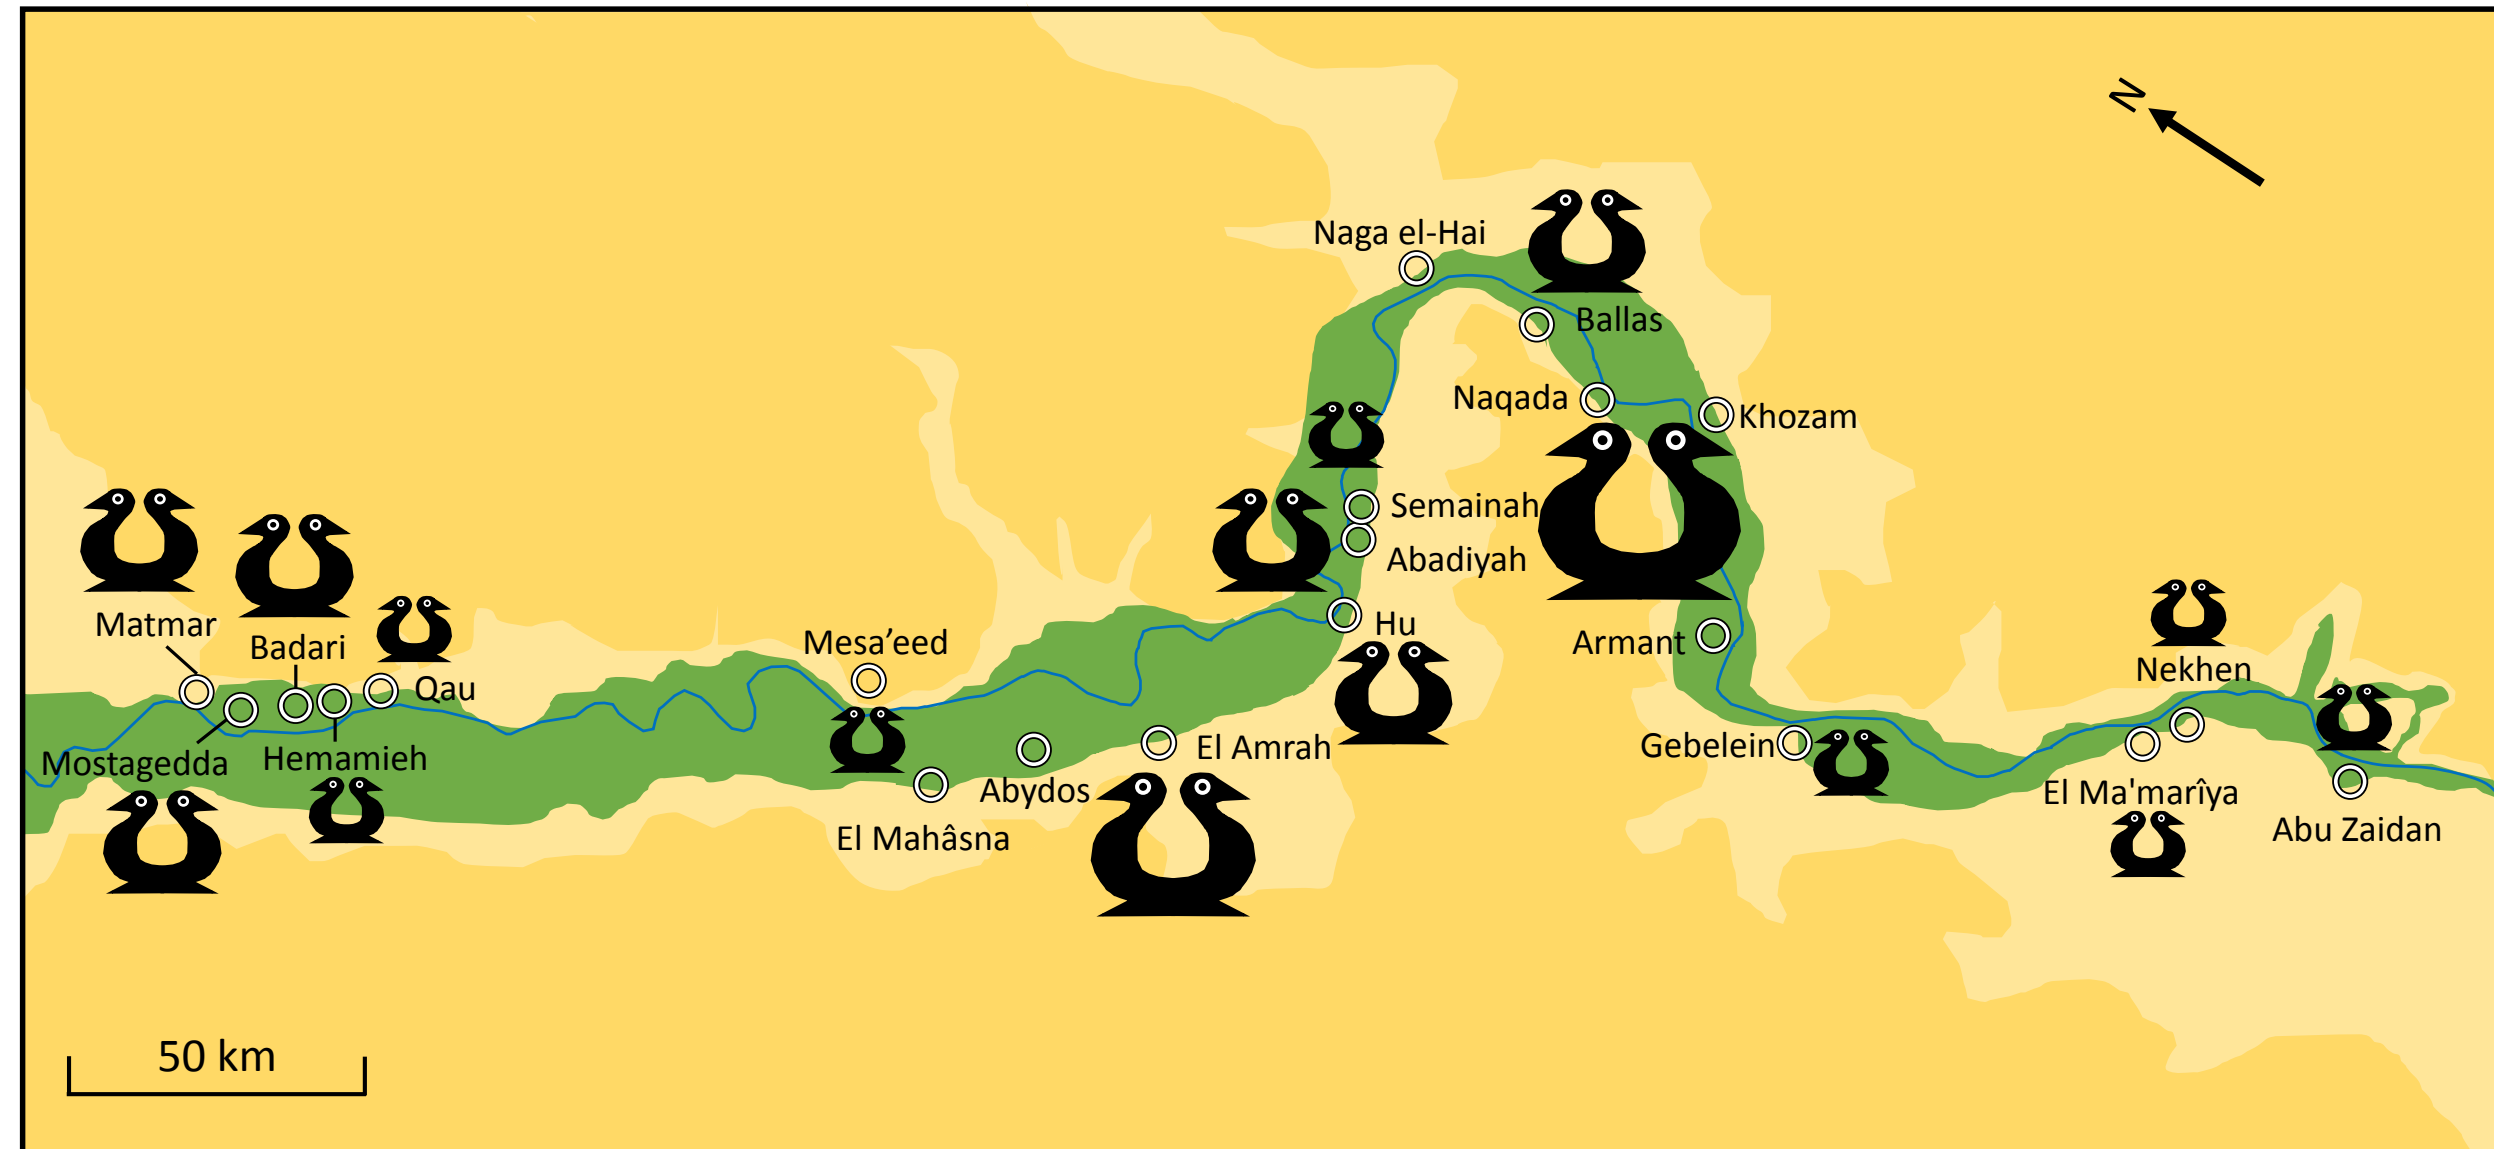 N
Naga el-Hai
Ballas
Naqada
Khozam
Semainah
Abadiyah
Matmar
Badari
Mesa’eed
Hu
Armant
Nekhen
Qau
Mostagedda
Hemamieh
El Amrah
Gebelein
Abydos
El Ma'marîya
El Mahâsna
Abu Zaidan
50 km